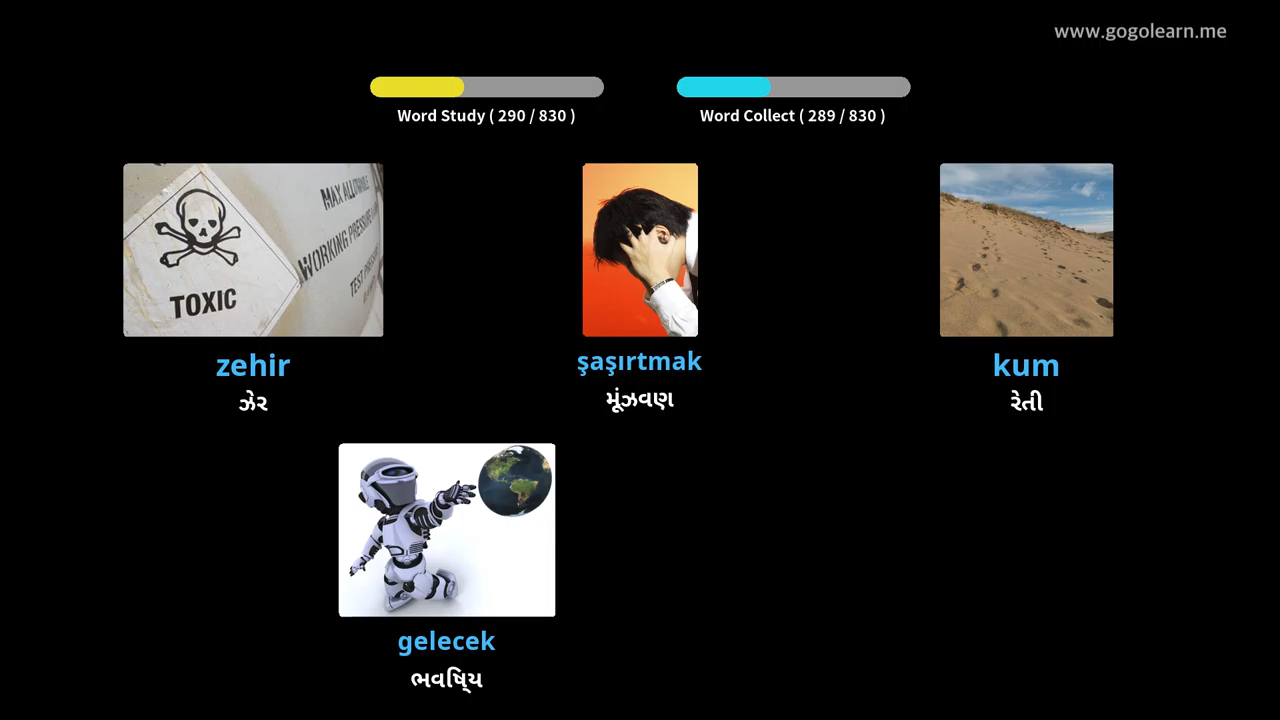 www.gogolearn.me
Word Study ( 290 / 830 )
Word Collect ( 289 / 830 )
TOXIC
MAX ALLOWABLE
WORKING PRESSURE
TEST PRESSURE
zehir
ઝેર
şaşırtmak
મૂંઝવણ
kum
રેતી
gelecek
ભવિષ્ય